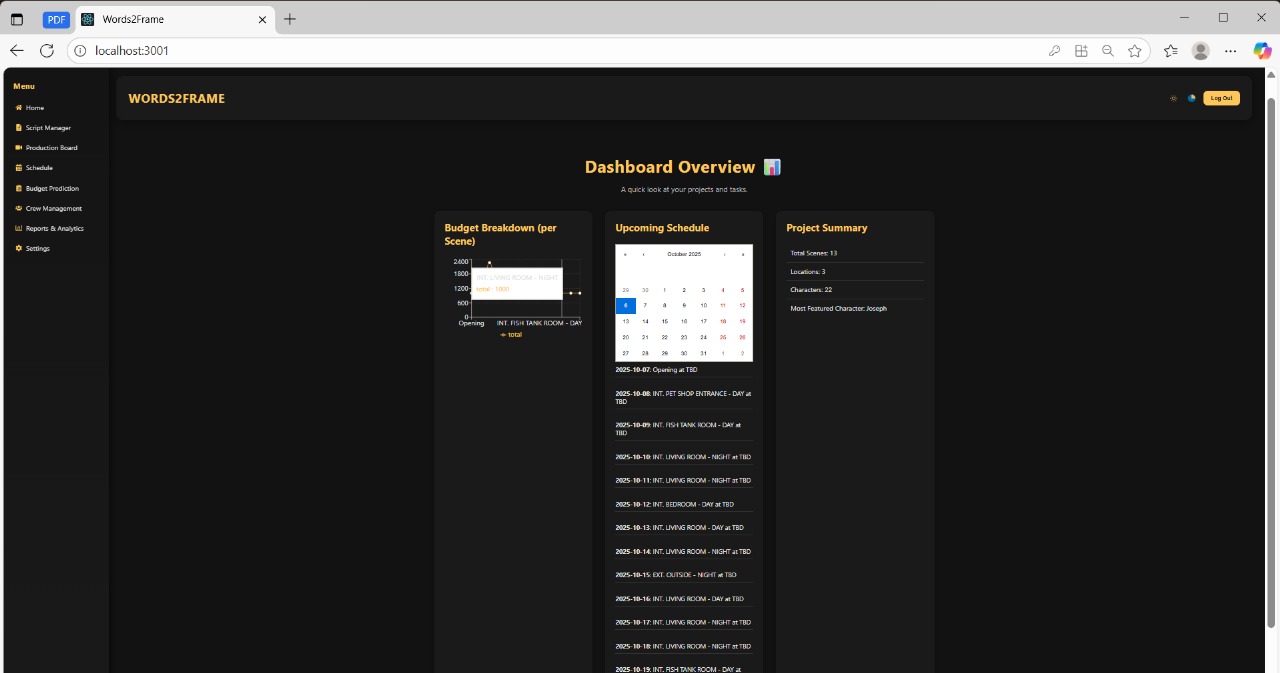 PDF
Words2Frame
localhost:3001
Menu
Home
Script Manager
Production Board
Schedule
Budget Prediction
Crew Management
Reports & Analytics
Settings
WORDS2FRAME
Log Out
Dashboard Overview
A quick look at your projects and tasks.
Budget Breakdown (per
Scene)
2400
1800
1200
600
0
INT. LIVING ROOM - NIGHT
total : 1000
Opening
INT. FISH TANK ROOM - DAY
total
Upcoming Schedule
« ‹ October 2025 › »
29 30 1 2 3 4 5
6 7 8 9 10 11 12
13 14 15 16 17 18 19
20 21 22 23 24 25 26
27 28 29 30 31 1 2
2025-10-07: Opening at TBD
2025-10-08: INT. PET SHOP ENTRANCE - DAY at
TBD
2025-10-09: INT. FISH TANK ROOM - DAY at
TBD
2025-10-10: INT. LIVING ROOM - NIGHT at TBD
2025-10-11: INT. LIVING ROOM - NIGHT at TBD
2025-10-12: INT. BEDROOM - DAY at TBD
2025-10-13: INT. LIVING ROOM - DAY at TBD
2025-10-14: INT. LIVING ROOM - NIGHT at TBD
2025-10-15: EXT. OUTSIDE - NIGHT at TBD
2025-10-16: INT. LIVING ROOM - DAY at TBD
2025-10-17: INT. LIVING ROOM - NIGHT at TBD
2025-10-18: INT. LIVING ROOM - NIGHT at TBD
2025-10-19: INT. FISH TANK ROOM - DAY at
Project Summary
Total Scenes: 13
Locations: 3
Characters: 22
Most Featured Character: Joseph